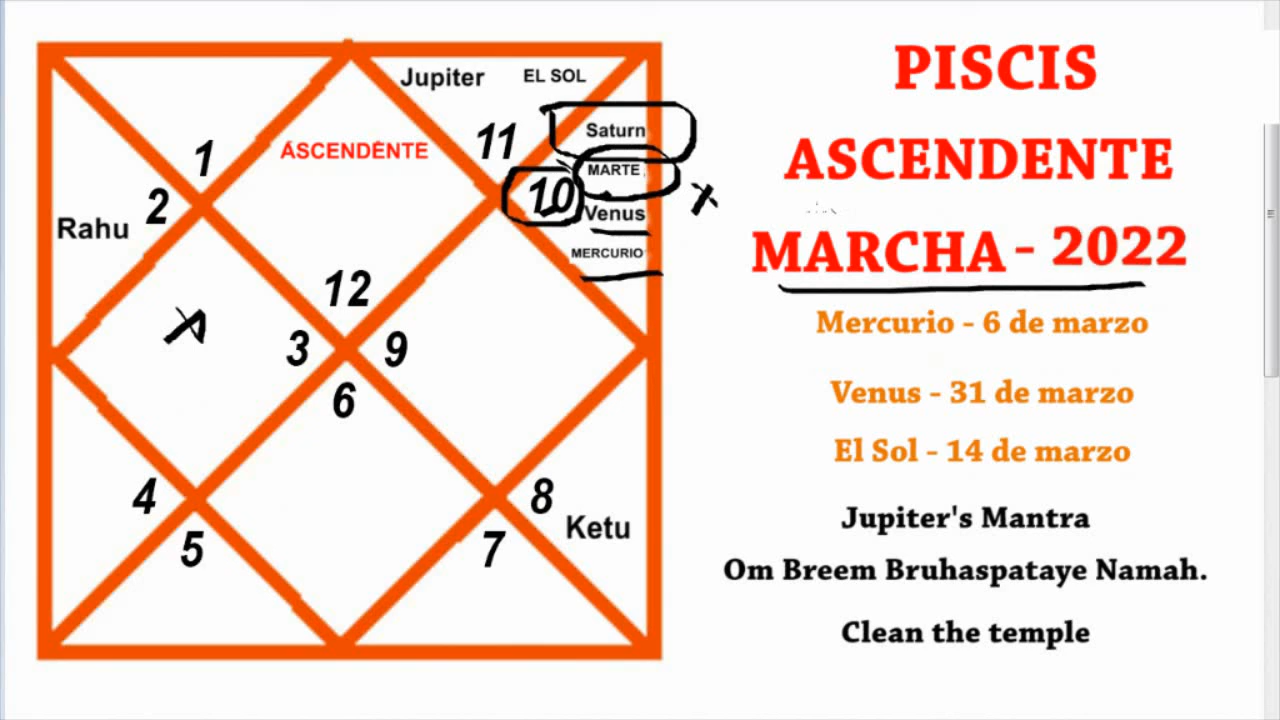 Jupiter EL SOL
Saturn
1 ASCENDENTE 11
MARTE
10
2 Venus
Rahu
MERCURIO
12
3 9
6
4 8
Ketu
5 7
PISCIS
ASCENDENTE
MARCHA - 2022
Mercurio - 6 de marzo
Venus - 31 de marzo
El Sol - 14 de marzo
Jupiter's Mantra
Om Breem Bruhaspataye Namah.
Clean the temple